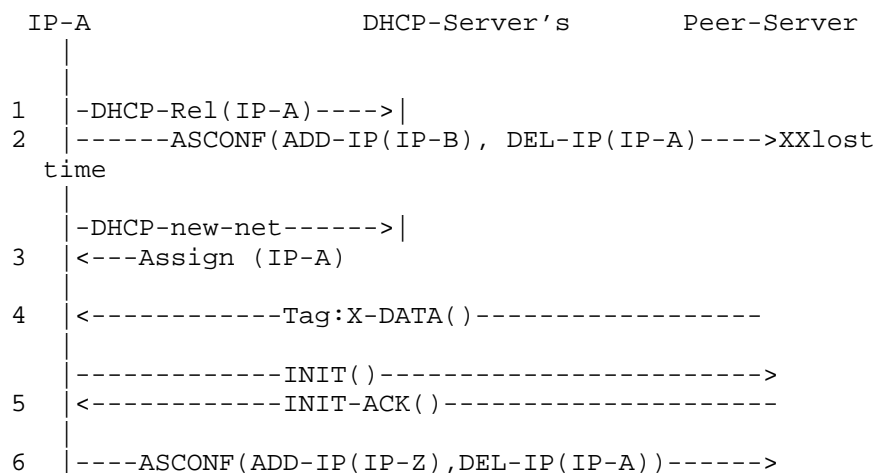 IP-A DHCP-Server's Peer-Server
1 |-DHCP-Rel(IP-A)---->|
2 |------ASCONF(ADD-IP(IP-B), DEL-IP(IP-A)---->XXlost
time
|-DHCP-new-net------>|
3 |<---Assign (IP-A)
4 |<------------Tag:X-DATA()------------------
|-------------INIT()------------------------>
5 |<------------INIT-ACK()---------------------
6 |----ASCONF(ADD-IP(IP-Z),DEL-IP(IP-A))------>